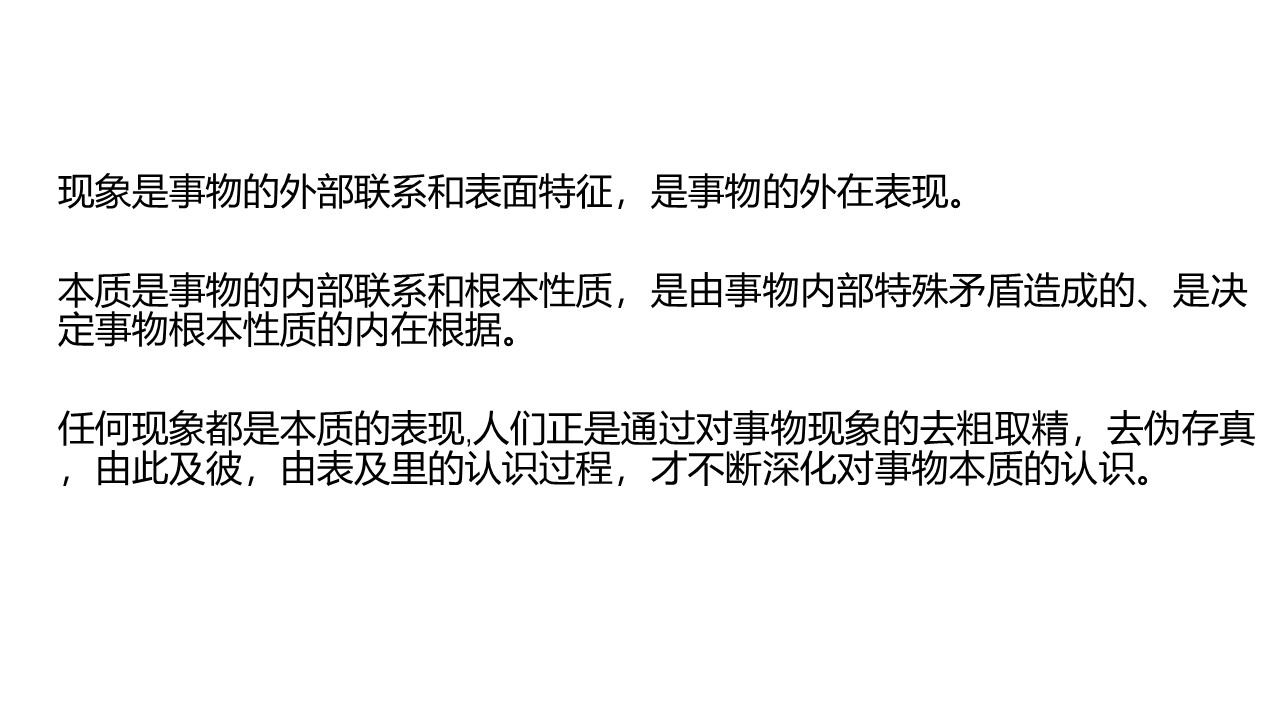 现象是事物的外部联系和表面特征，是事物的外在表现。
本质是事物的内部联系和根本性质，是由事物内部特殊矛盾造成的、是决
定事物根本性质的内在根据。
任何现象都是本质的表现,人们正是通过对事物现象的去粗取精，去伪存真
，由此及彼，由表及里的认识过程，才不断深化对事物本质的认识。